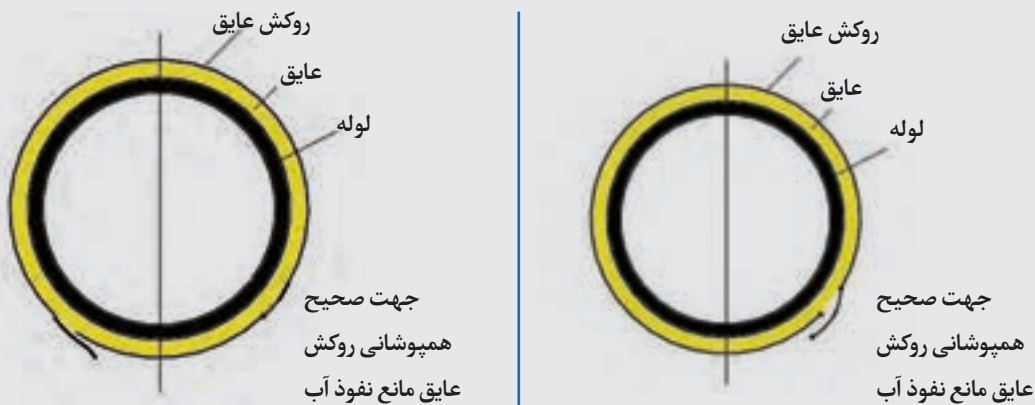 روکش عایق
عایق
لوله
جهت صحیح
همپوشانی روکش
عایق مانع نفوذ آب
روکش عایق
عایق
لوله
جهت صحیح
همپوشانی روکش
عایق مانع نفوذ آب